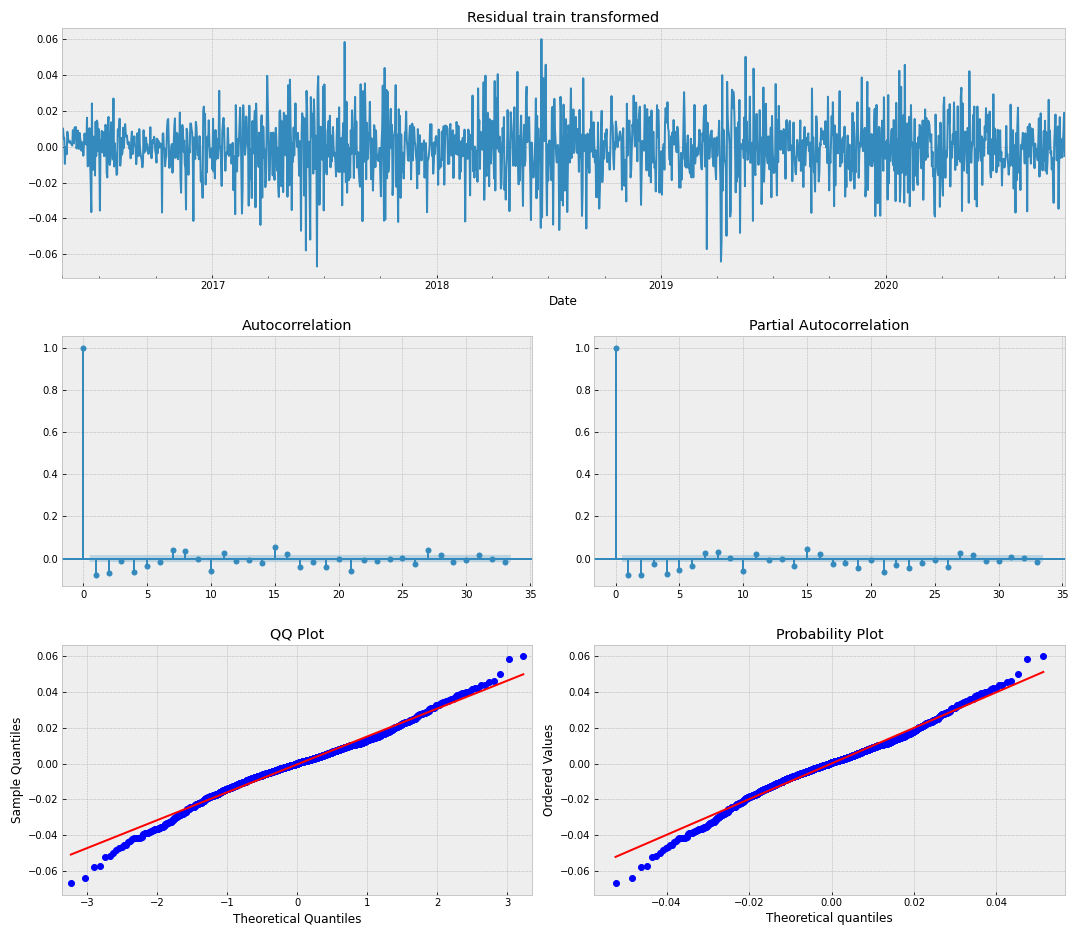 Residual train transformed
0.06
0.04
0.02
0.00
−0.02
−0.04
−0.06
2017 2018 2019 2020
Date
Autocorrelation
1.0
0.8
0.6
0.4
0.2
0.0
0 5 10 15 20 25 30 35
Partial Autocorrelation
1.0
0.8
0.6
0.4
0.2
0.0
0 5 10 15 20 25 30 35
QQ Plot
Sample Quantiles
0.06
0.04
0.02
0.00
−0.02
−0.04
−0.06
−3 −2 −1 0 1 2 3
Theoretical Quantiles
Probability Plot
Ordered Values
0.06
0.04
0.02
0.00
−0.02
−0.04
−0.06
−0.04 −0.02 0.00 0.02 0.04
Theoretical quantiles